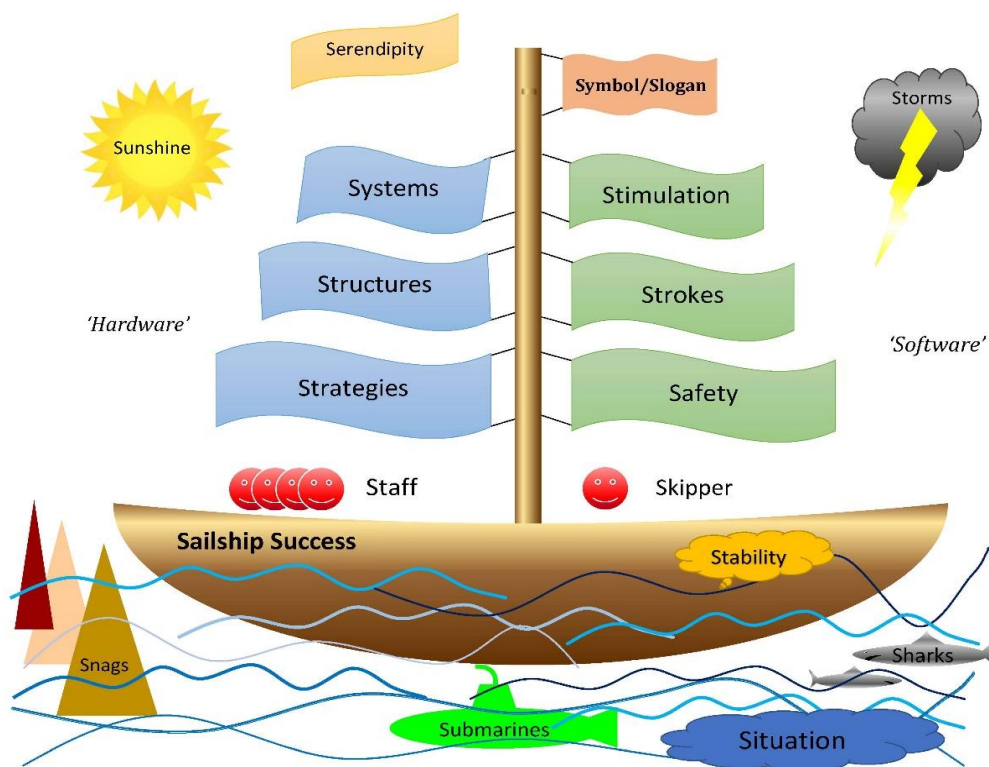 Serendipity
Symbol/Slogan
Storms
Sunshine
Systems
Stimulation
Structures
Strokes
'Hardware'
'Software'
Strategies
Safety
Staff
Skipper
Sailship Success
Stability
Snags
Sharks
Submarines
Situation